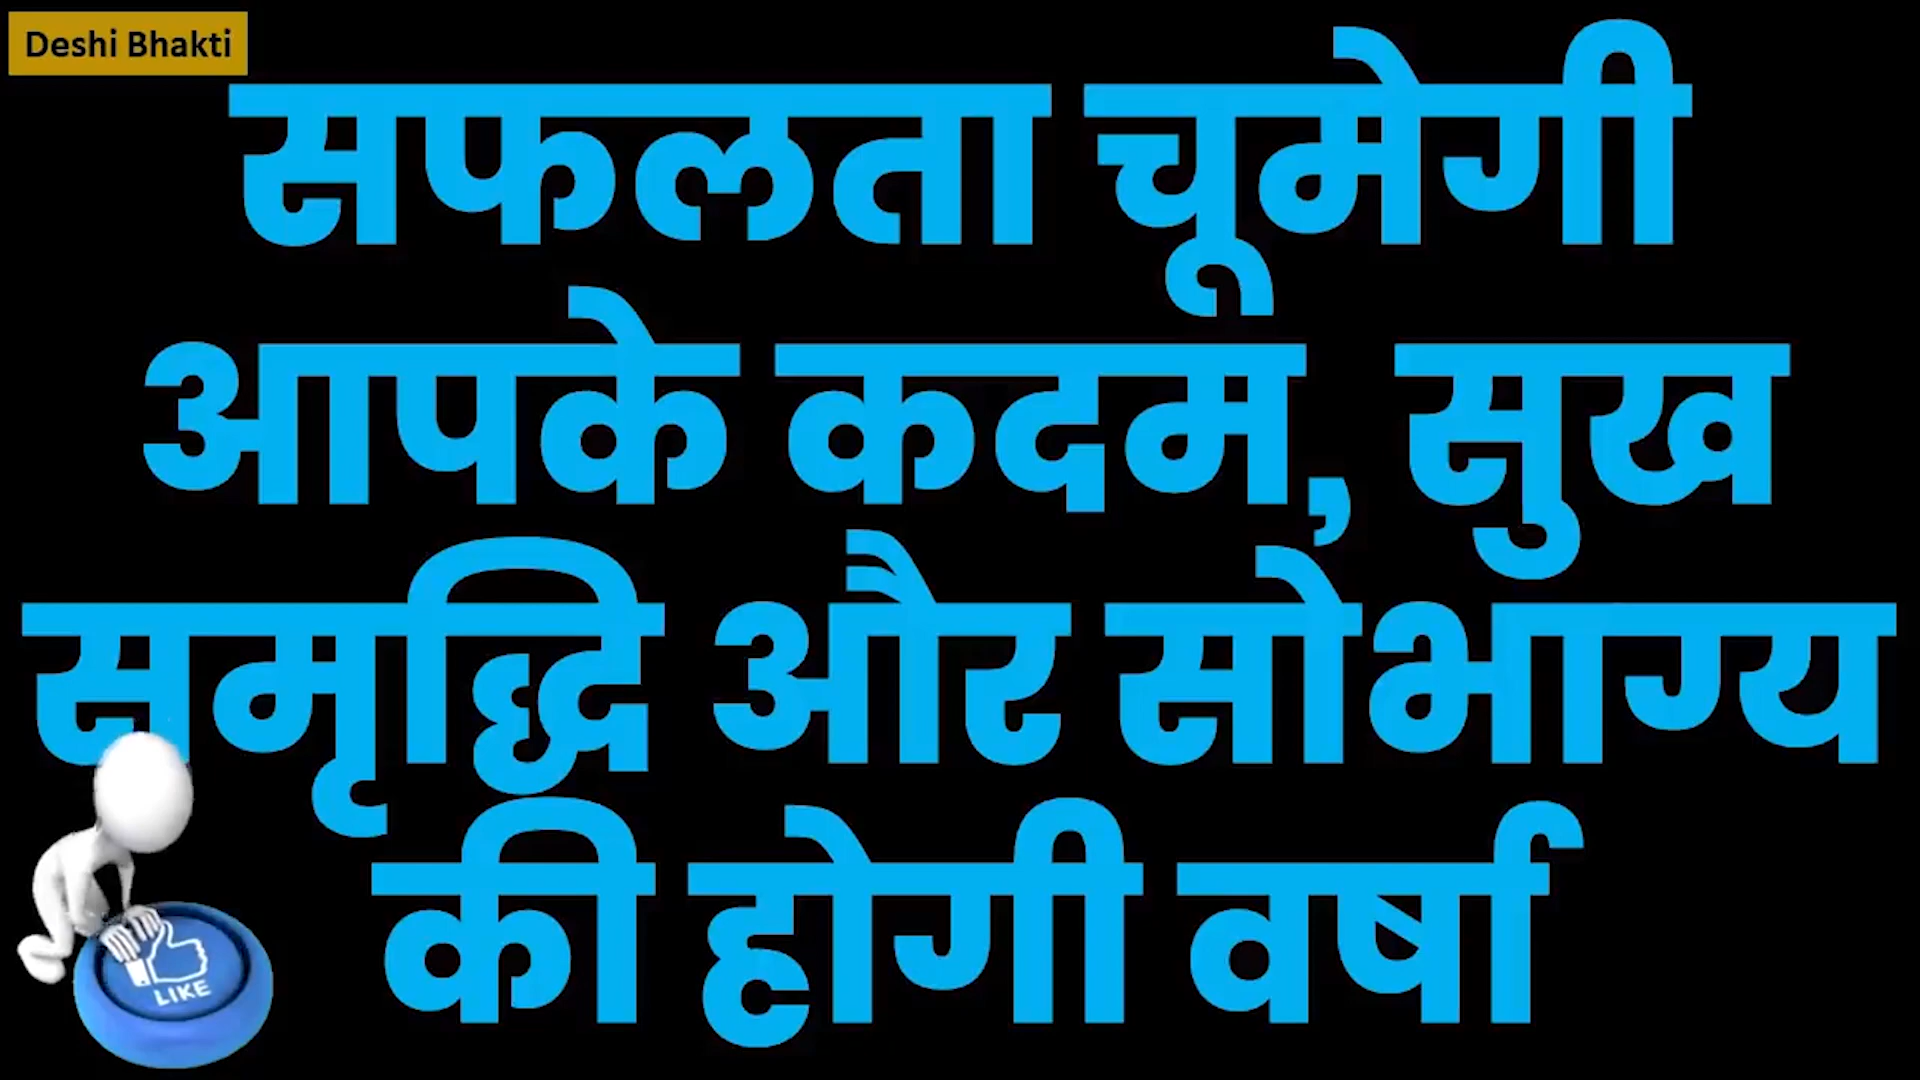 Deshi Bhakti
सफलता चूमेगी
आपके कदम, सुख
समृद्धि और सोभाग्य
की होगी वर्षा
LIKE